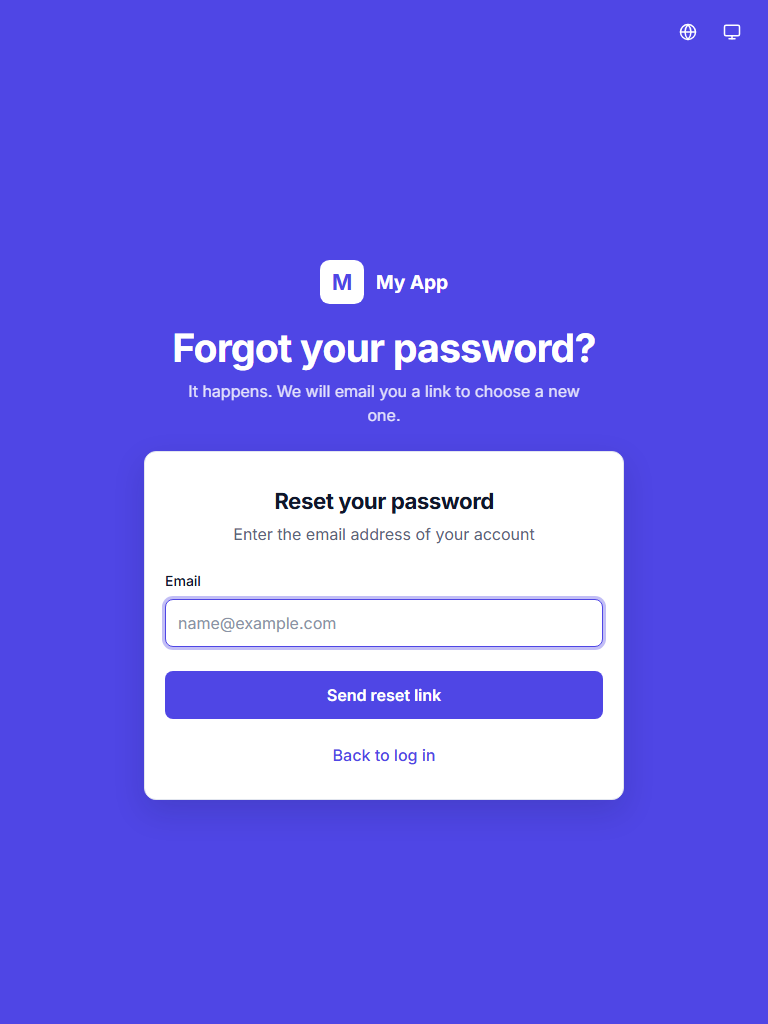 M My App
Forgot your password?
It happens. We will email you a link to choose a new
one.
Reset your password
Enter the email address of your account
Email
name@example.com
Send reset link
Back to log in